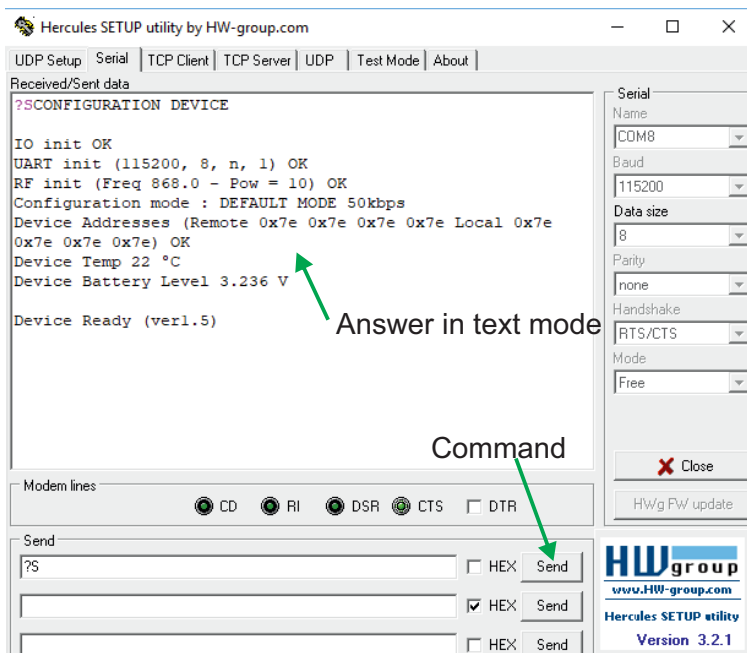 Hercules SETUP utility by HW-group.com
UDP Setup Serial TCP Client TCP Server UDP Test Mode About
Received/Sent data
?SCONFIGURATION DEVICE
IO init OK
UART init (115200, 8, n, 1) OK
RF init (Freq 868.0 - Pow = 10) OK
Configuration mode : DEFAULT MODE 50kbps
Device Addresses (Remote 0x7e 0x7e 0x7e 0x7e Local 0x7e
0x7e 0x7e 0x7e) OK
Device Temp 22 °C
Device Battery Level 3.236 V
Device Ready (ver1.5)
Answer in text mode
Command
Serial
Name
COM8
Baud
115200
Data size
8
Parity
none
Handshake
RTS/CTS
Mode
Free
Close
HWg FW update
Modem lines
CD RI DSR CTS DTR
Send
?S HEX Send
HEX Send
HEX Send
HW group
www.HW-group.com
Hercules SETUP utility
Version 3.2.1